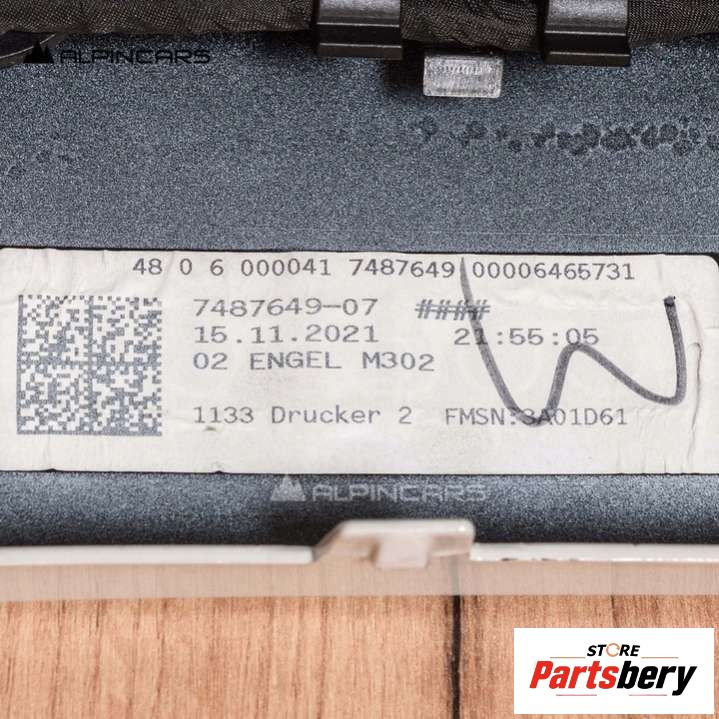 ALPINCARS
48 0 6 000041 7487649 00006465731
7487649-07 ####
15.11.2021 21:55:05
02 ENGEL M302
1133 Drucker 2 FMSN:3A01D61
ALPINCARS
STORE
Partsbery